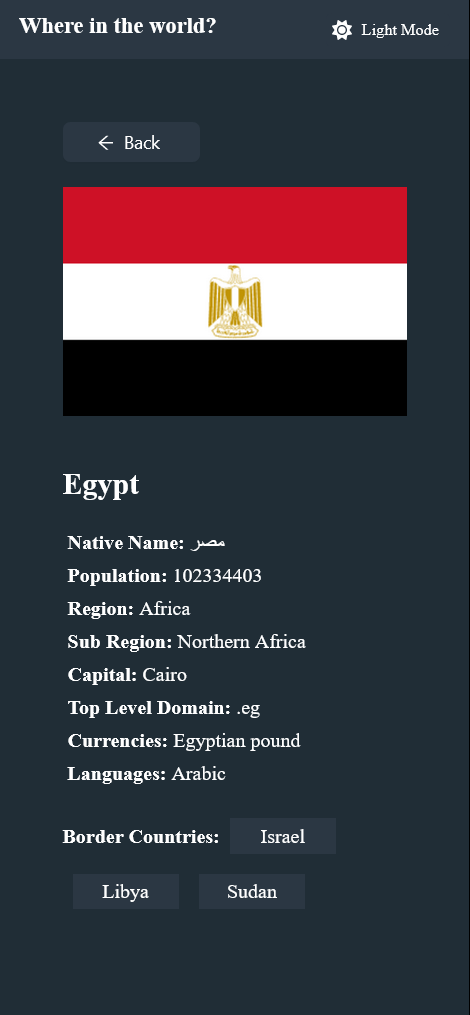 Where in the world?
Light Mode
Back
Egypt
Native Name: مصر
Population: 102334403
Region: Africa
Sub Region: Northern Africa
Capital: Cairo
Top Level Domain: .eg
Currencies: Egyptian pound
Languages: Arabic
Border Countries: Israel
Libya Sudan